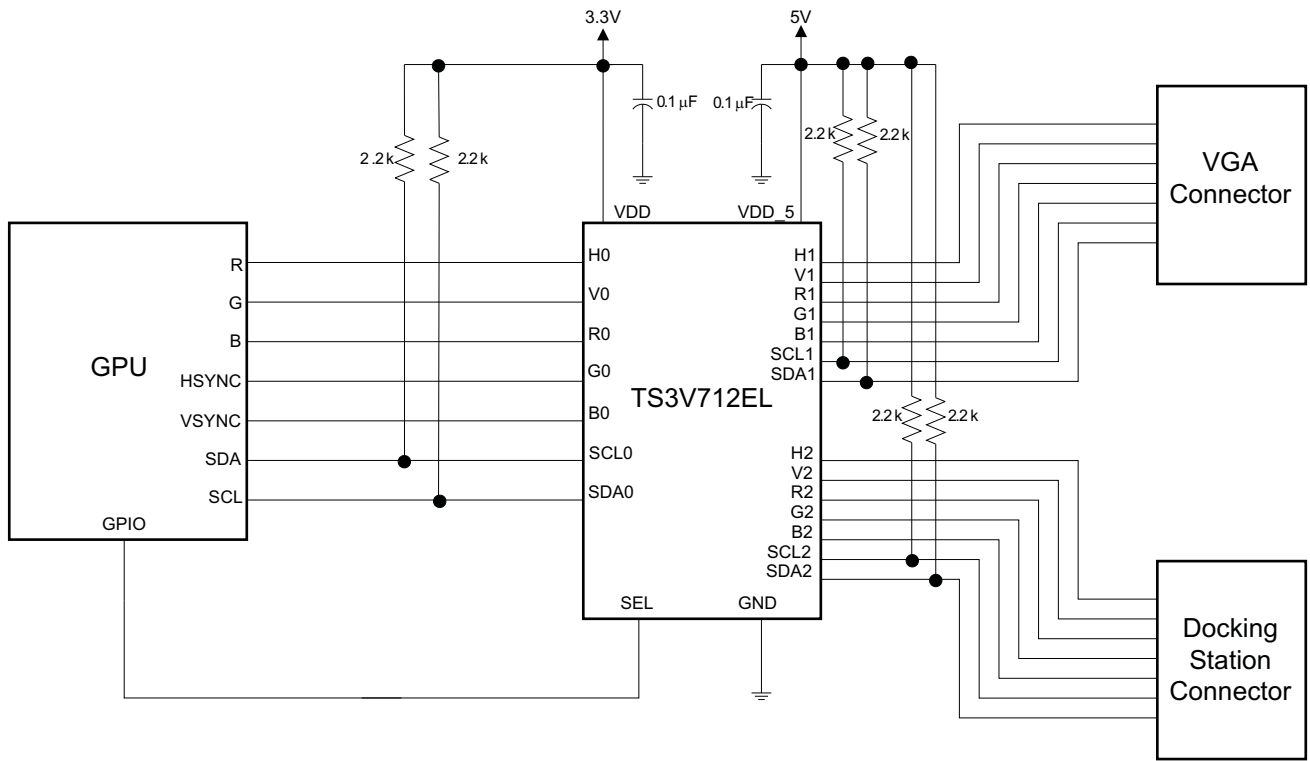 3.3V
5V
0.1 μF
0.1 μF
2 .2 k
2.2 k
2.2 k
2.2 k
VGA
Connector
VDD
VDD_5
GPU
R
G
B
HSYNC
VSYNC
SDA
SCL
GPIO
TS3V712EL
H0
V0
R0
G0
B0
SCL0
SDA0
H1
V1
R1
G1
B1
SCL1
SDA1
2.2 k
2.2 k
H2
V2
R2
G2
B2
SCL2
SDA2
SEL
GND
Docking
Station
Connector